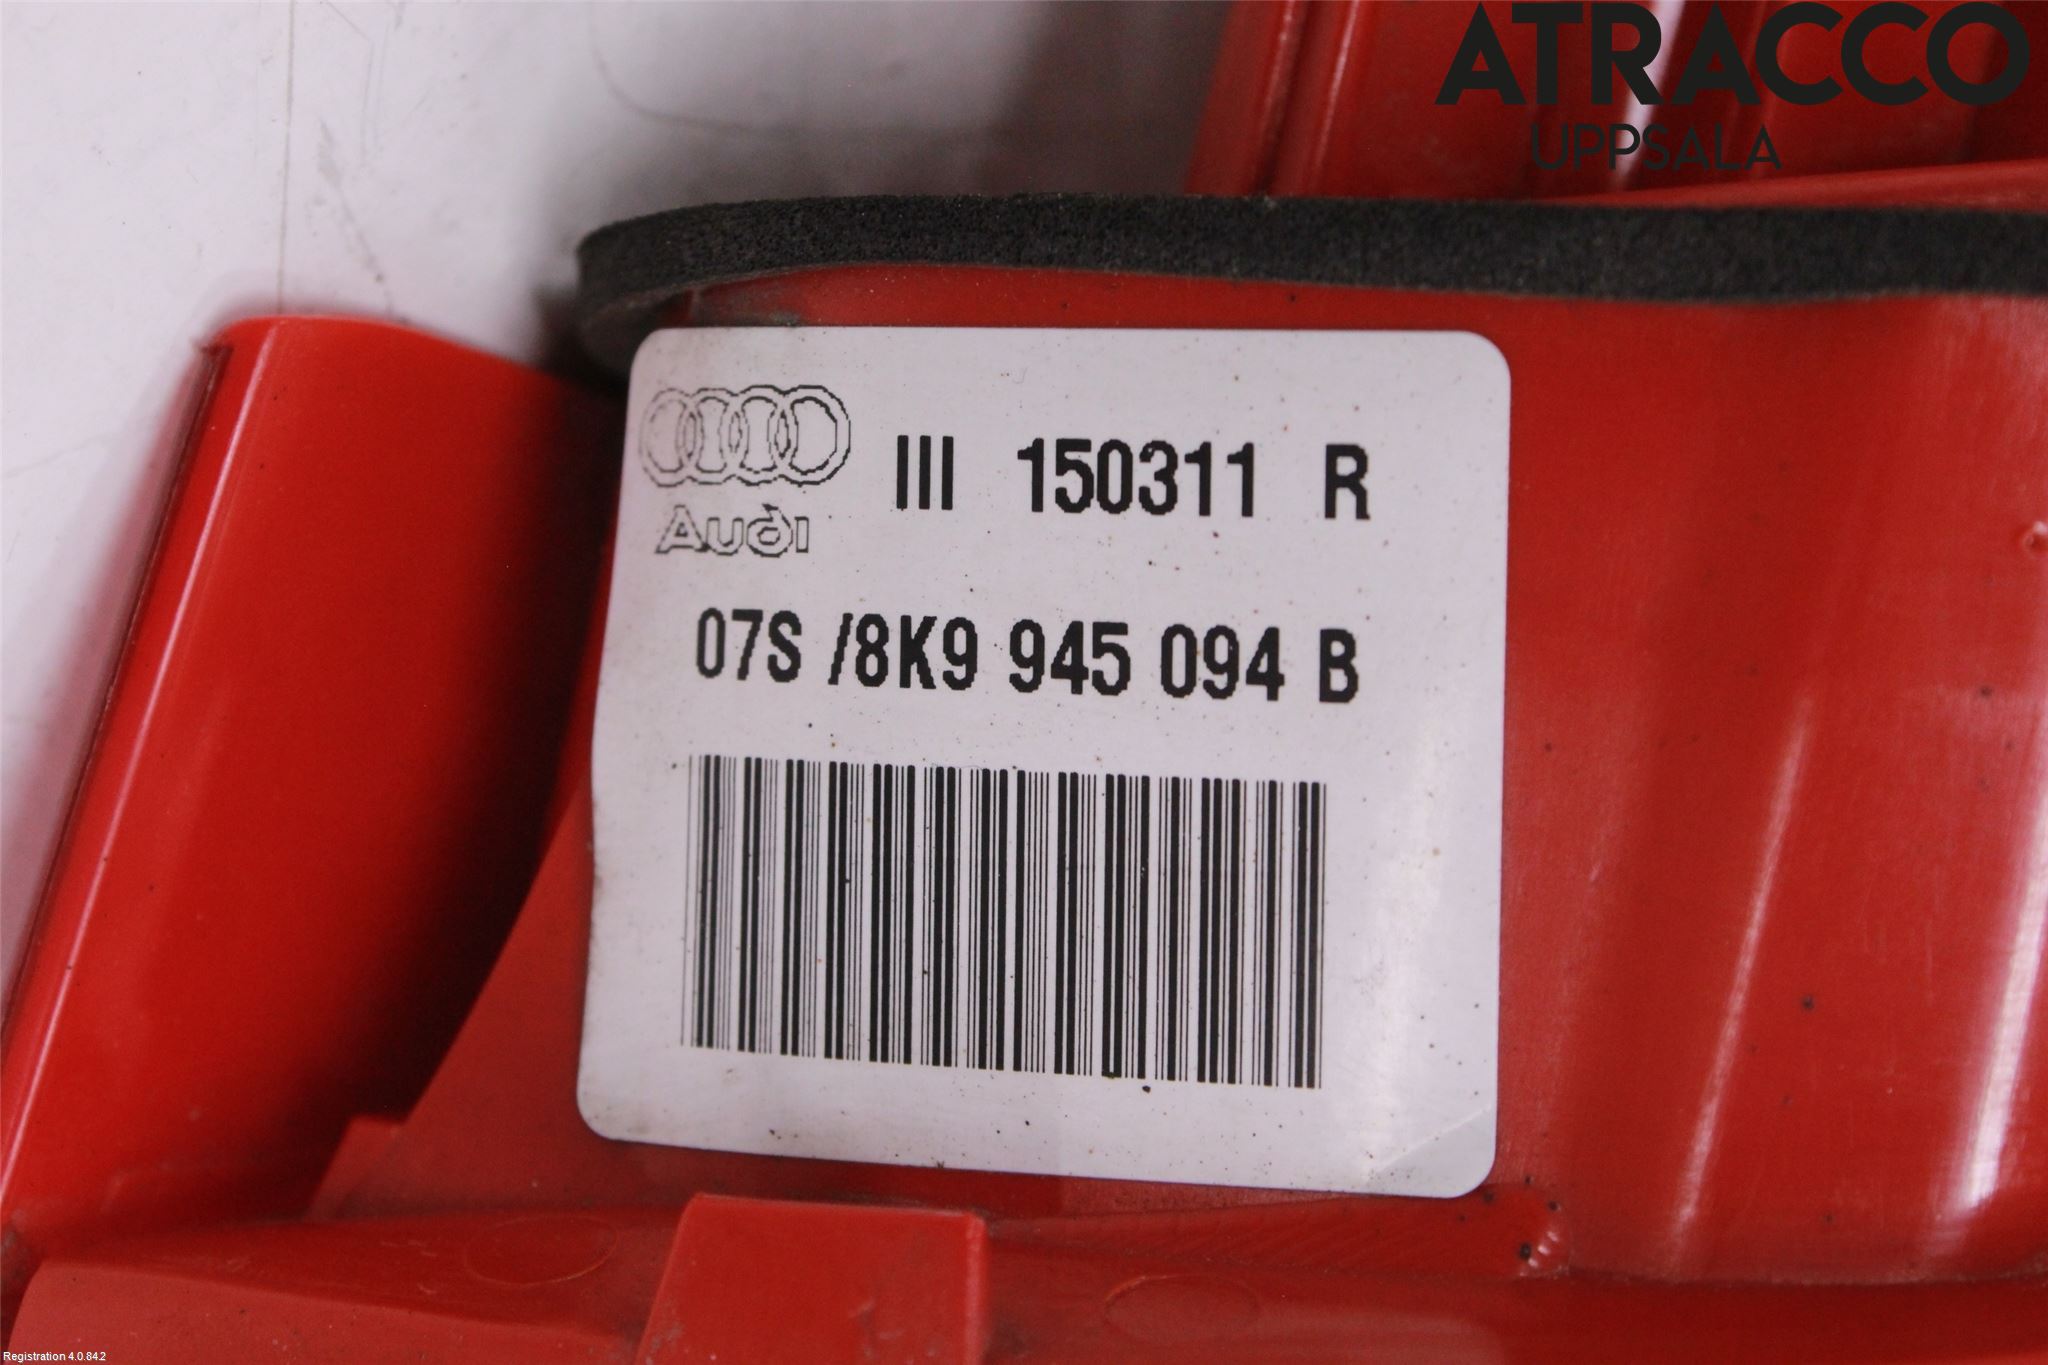 ATRACCO
UPPSALA
III 150311 R
Audi
07S /8K9 945 094 B
Registration 4.0.84.2